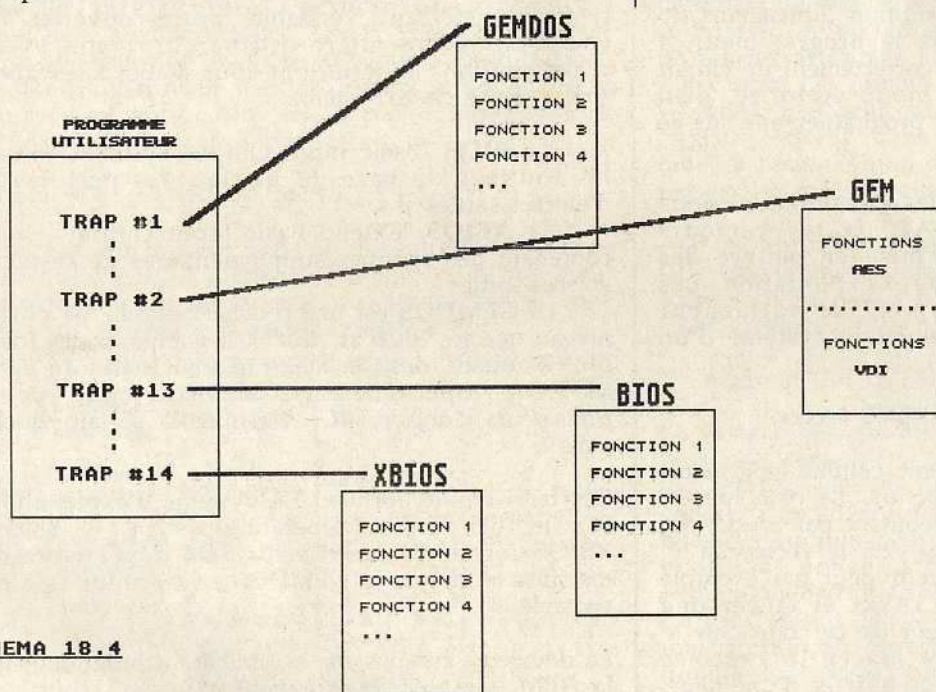 GEMDOS
FONCTION 1
FONCTION 2
FONCTION 3
FONCTION 4
...
PROGRAMME
UTILISATEUR
TRAP #1
TRAP #2
TRAP #13
TRAP #14
GEM
FONCTIONS
AES
FONCTIONS
VDI
BIOS
FONCTION 1
FONCTION 2
FONCTION 3
FONCTION 4
...
XBIOS
FONCTION 1
FONCTION 2
FONCTION 3
FONCTION 4
...
EMA 18.4